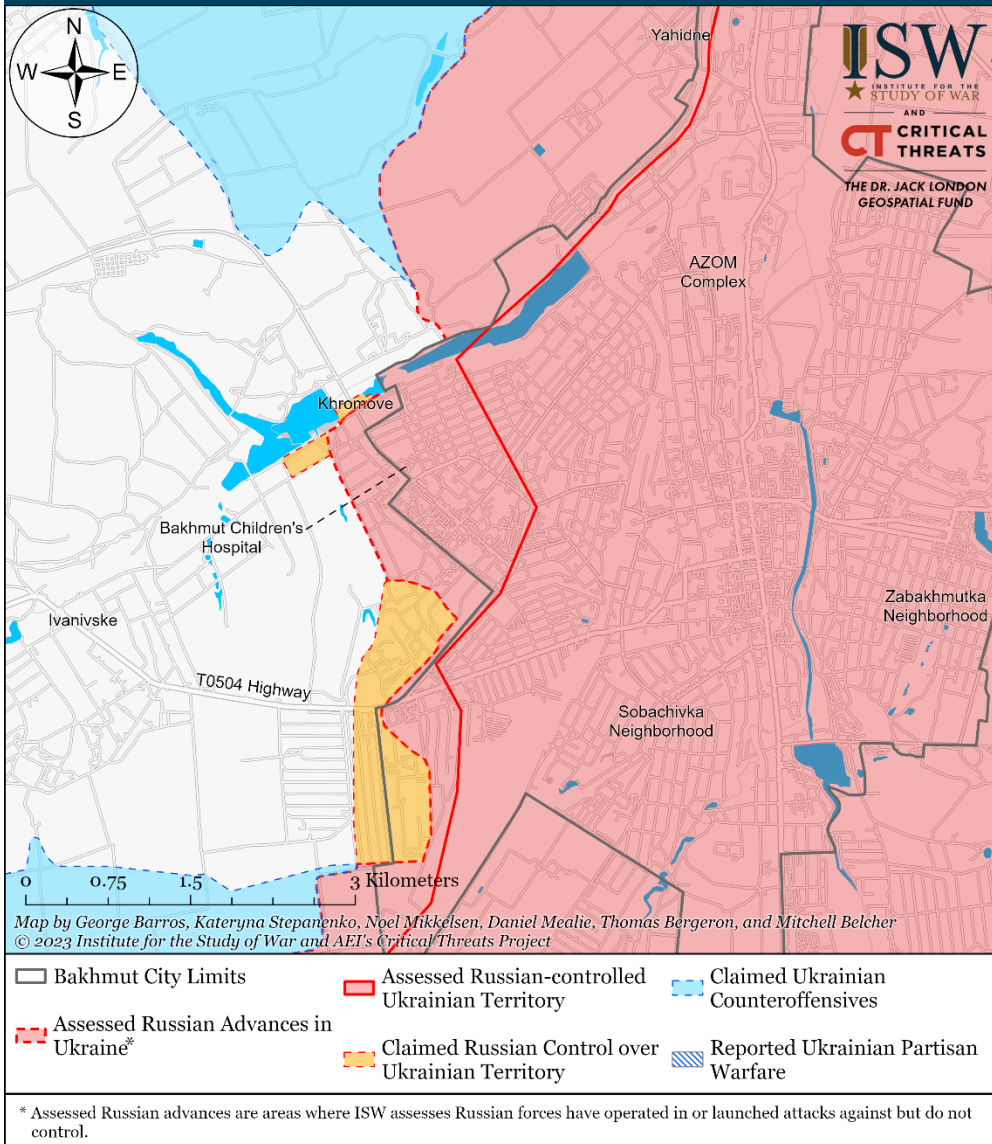 N
W
E
S
Yahidne
ISW
INSTITUTE FOR THE
STUDY OF WAR
AND
CT CRITICAL
THREATS
THE DR. JACK LONDON
GEOSPATIAL FUND
AZOM
Complex
Khromove
Bakhmut Children's
Hospital
Ivanivske
Zabakhmutka
Neighborhood
T0504 Highway
Sobachivka
Neighborhood
0 0.75 1.5 3 Kilometers
Map by George Barros, Kateryna Stepanenko, Noel Mikkelsen, Daniel Mealie, Thomas Bergeron, and Mitchell Belcher
© 2023 Institute for the Study of War and AEI's Critical Threats Project
Bakhmut City Limits
Assessed Russian Advances in
Ukraine*
Assessed Russian-controlled
Ukrainian Territory
Claimed Russian Control over
Ukrainian Territory
Claimed Ukrainian
Counteroffensives
Reported Ukrainian Partisan
Warfare
* Assessed Russian advances are areas where ISW assesses Russian forces have operated in or launched attacks against but do not
control.